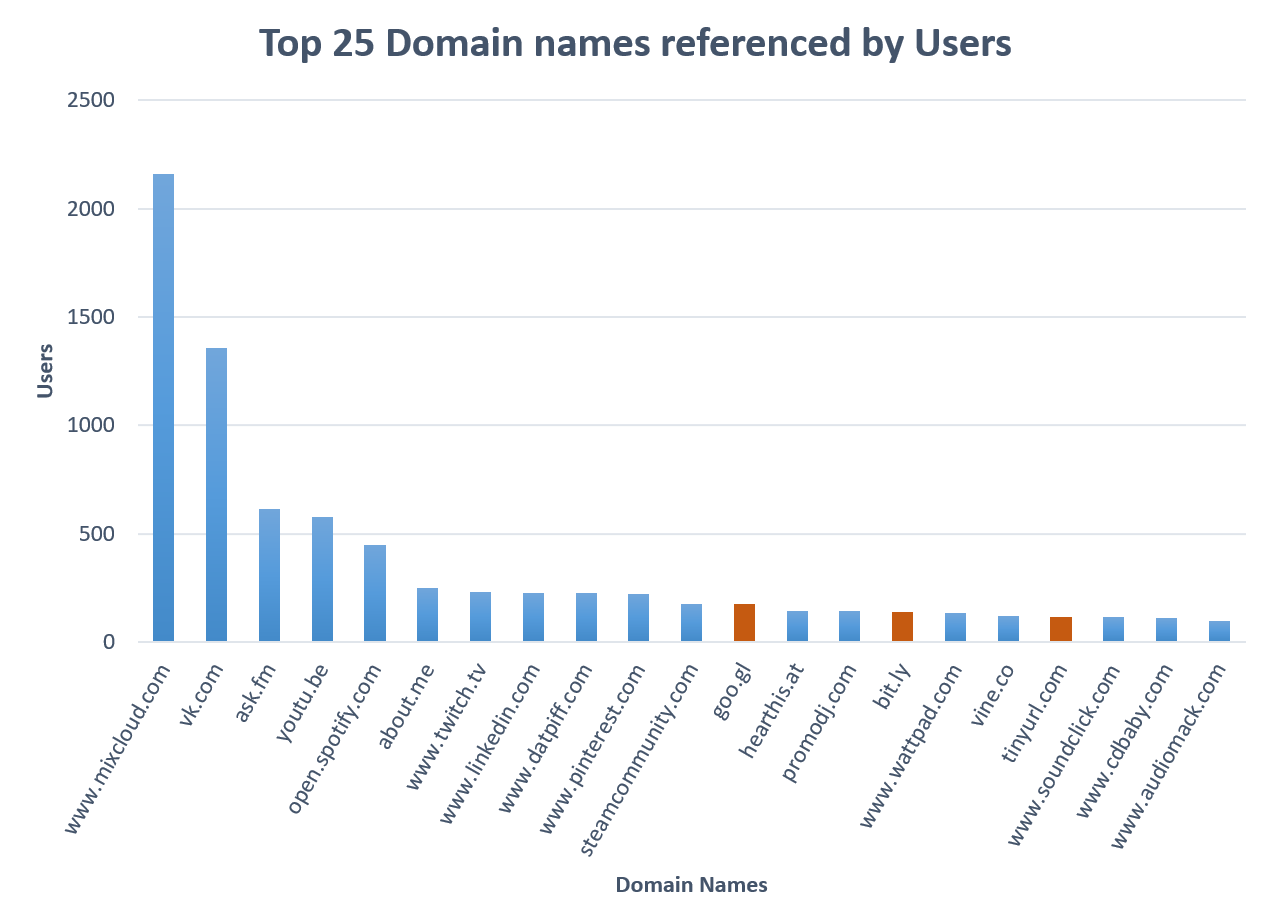 Top 25 Domain names referenced by Users
2500
2000
1500
1000
500
0
Users
www.mixcloud.com
vk.com
ask.fm
youtu.be
open.spotify.com
about.me
www.twitch.tv
www.linkedin.com
www.datpiff.com
www.pinterest.com
steamcommunity.com
goo.gl
hearthis.at
promodj.com
bit.ly
www.wattpad.com
vine.co
tinyurl.com
www.soundclick.com
www.cdbaby.com
www.audiomack.com
Domain Names